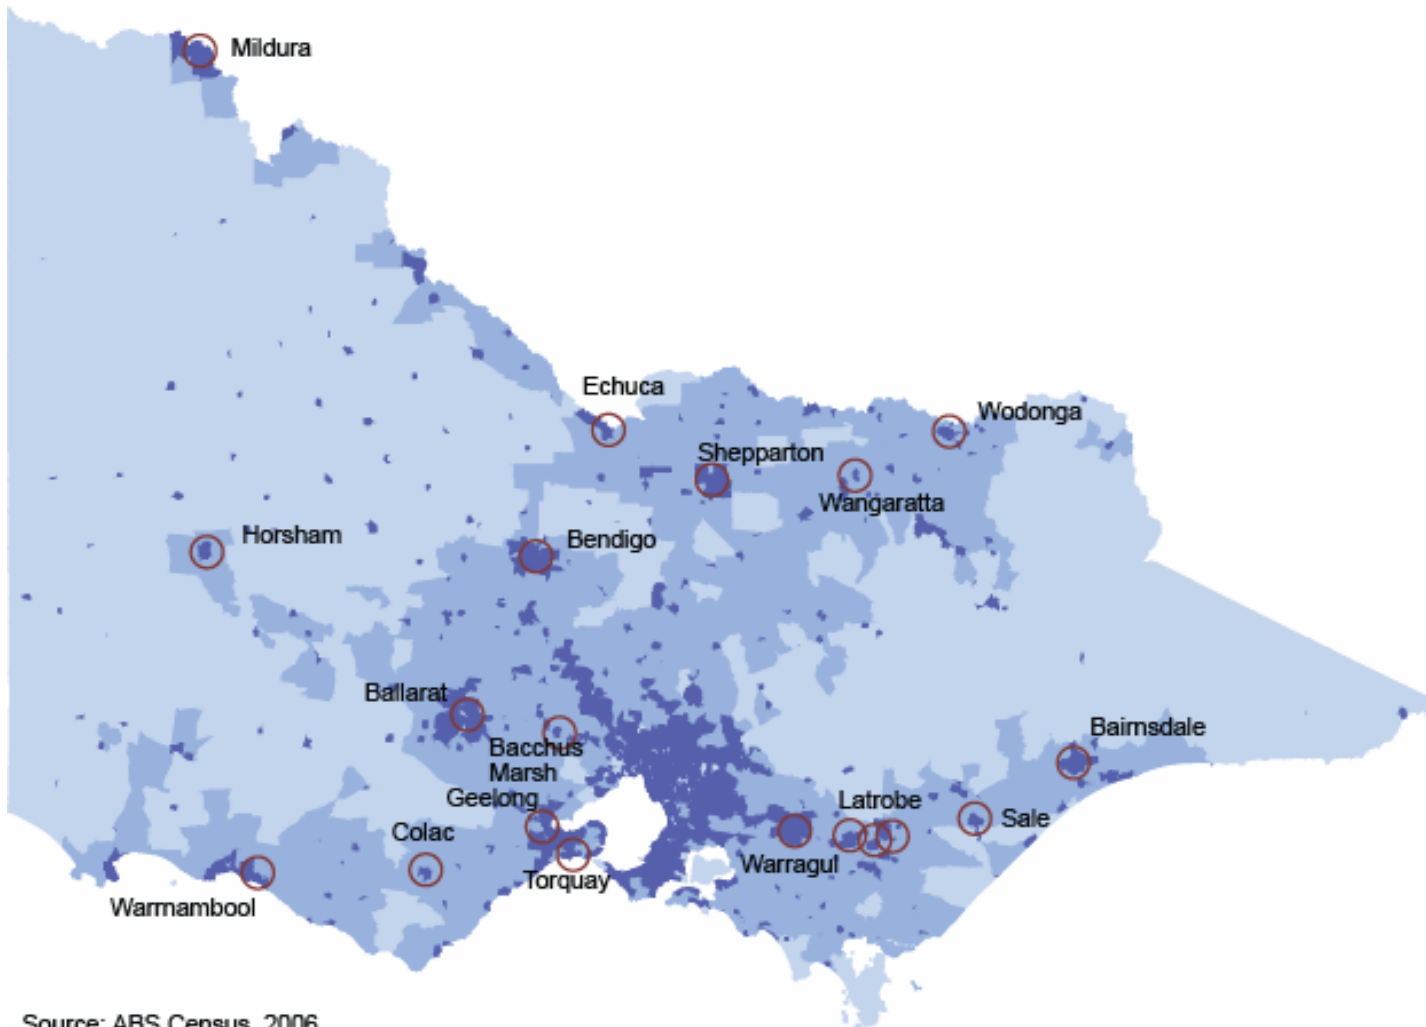 Mildura
Echuca
Wodonga
Shepparton
Wangaratta
Horsham
Bendigo
Ballarat
Bacchus
Marsh
Bairnsdale
Geelong
Latrobe
Sale
Colac
Warragul
Torquay
Warrnambool
Source: ABS Census, 2006